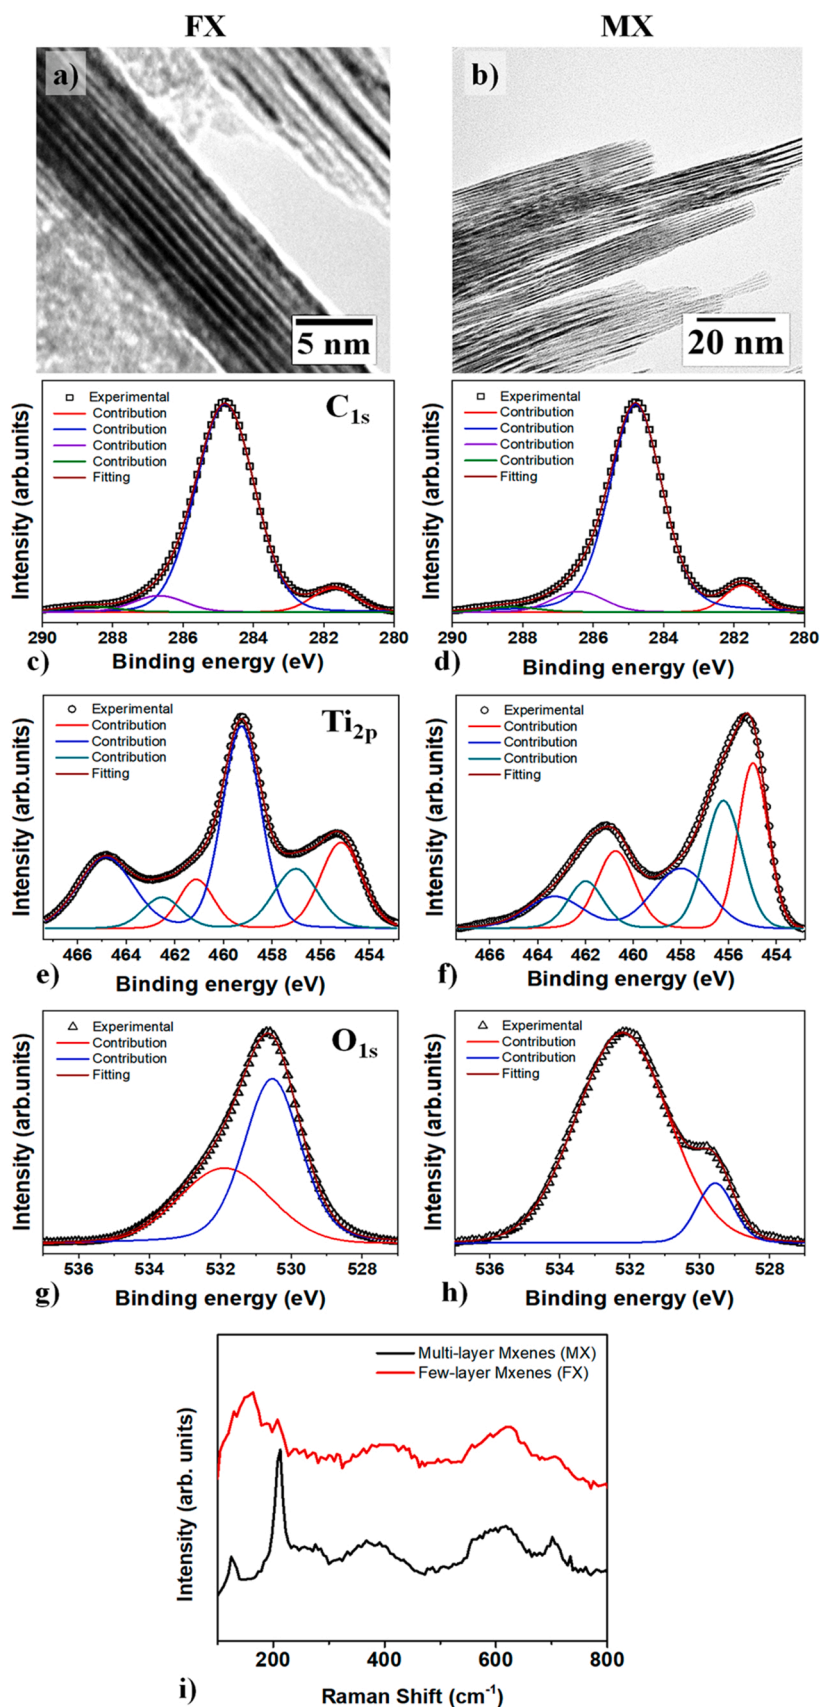 FX
MX
a)
5 nm
b)
20 nm
Intensity (arb.units)
Experimental
Contribution
Contribution
Contribution
Contribution
Fitting
C1s
290 288 286 284 282 280
Binding energy (eV)
c)
Intensity (arb.units)
Experimental
Contribution
Contribution
Contribution
Contribution
Fitting
290 288 286 284 282 280
Binding energy (eV)
d)
Intensity (arb.units)
Experimental
Contribution
Contribution
Contribution
Fitting
Ti2p
466 464 462 460 458 456 454
Binding energy (eV)
e)
Intensity (arb.units)
Experimental
Contribution
Contribution
Contribution
Fitting
466 464 462 460 458 456 454
Binding energy (eV)
f)
Intensity (arb.units)
Experimental
Contribution
Contribution
Fitting
O1s
536 534 532 530 528
Binding energy (eV)
g)
Intensity (arb.units)
Experimental
Contribution
Contribution
Fitting
536 534 532 530 528
Binding energy (eV)
h)
Intensity (arb. units)
Multi-layer Mxenes (MX)
Few-layer Mxenes (FX)
200 400 600 800
Raman Shift (cm-1)
i)